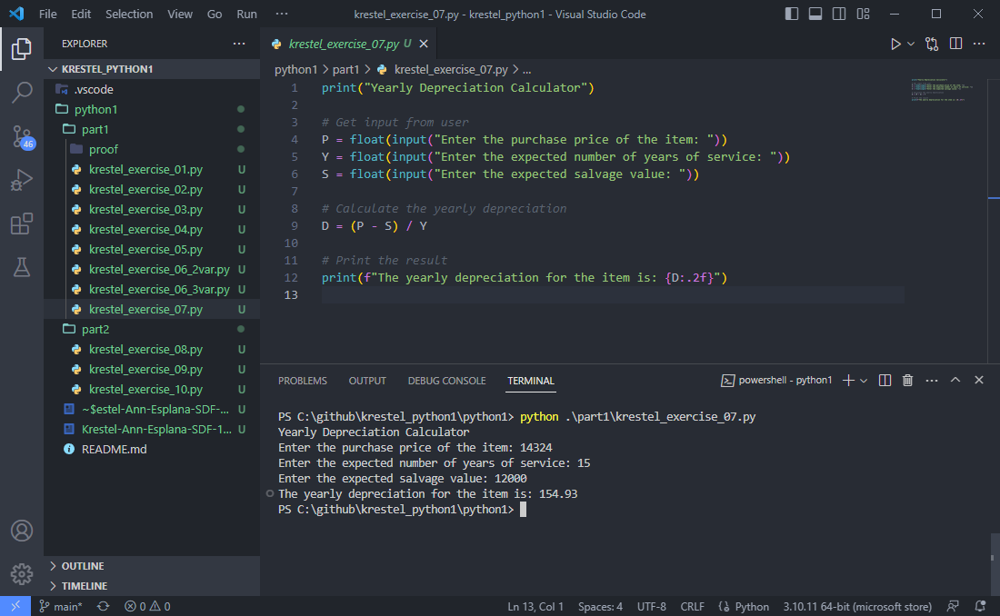 File Edit Selection View Go Run ··· krestel_exercise_07.py - krestel_python1 - Visual Studio Code
EXPLORER ···
KRESTEL_PYTHON1
.vscode
python1
part1
proof
krestel_exercise_01.py U
krestel_exercise_02.py U
krestel_exercise_03.py U
krestel_exercise_04.py U
krestel_exercise_05.py U
krestel_exercise_06_2var.py U
krestel_exercise_06_3var.py U
krestel_exercise_07.py U
part2
krestel_exercise_08.py U
krestel_exercise_09.py U
krestel_exercise_10.py U
~$estel-Ann-Esplana-SDF-... U
Krestel-Ann-Esplana-SDF-1... U
README.md
OUTLINE
TIMELINE
46
krestel_exercise_07.py U
python1 > part1 > krestel_exercise_07.py > ...
1 print("Yearly Depreciation Calculator")
2
3 # Get input from user
4 P = float(input("Enter the purchase price of the item: "))
5 Y = float(input("Enter the expected number of years of service: "))
6 S = float(input("Enter the expected salvage value: "))
7
8 # Calculate the yearly depreciation
9 D = (P - S) / Y
10
11 # Print the result
12 print(f"The yearly depreciation for the item is: {D:.2f}")
13
PROBLEMS OUTPUT DEBUG CONSOLE TERMINAL powershell - python1
PS C:\github\krestel_python1\python1> python .\part1\krestel_exercise_07.py
Yearly Depreciation Calculator
Enter the purchase price of the item: 14324
Enter the expected number of years of service: 15
Enter the expected salvage value: 12000
The yearly depreciation for the item is: 154.93
PS C:\github\krestel_python1\python1>
main* 0 0 Ln 13, Col 1 Spaces: 4 UTF-8 CRLF Python 3.10.11 64-bit (microsoft store)